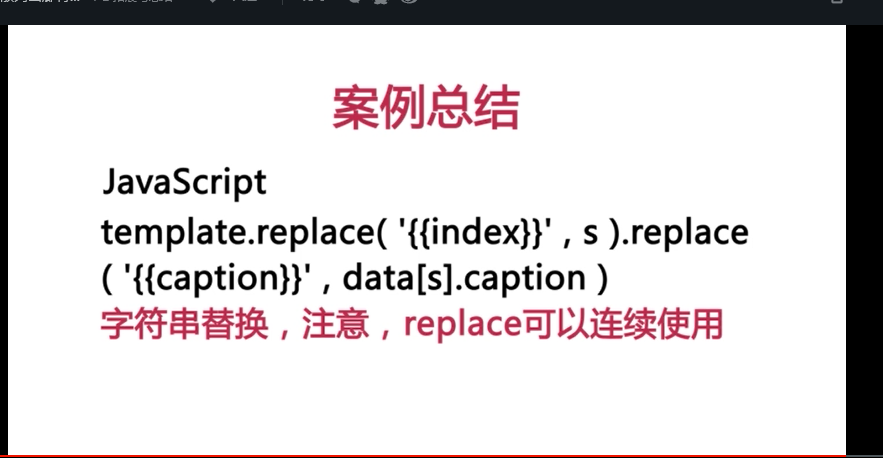 案例总结
JavaScript
template.replace( '{{index}}' , s ).replace
( '{{caption}}' , data[s].caption )
字符串替换，注意，replace可以连续使用